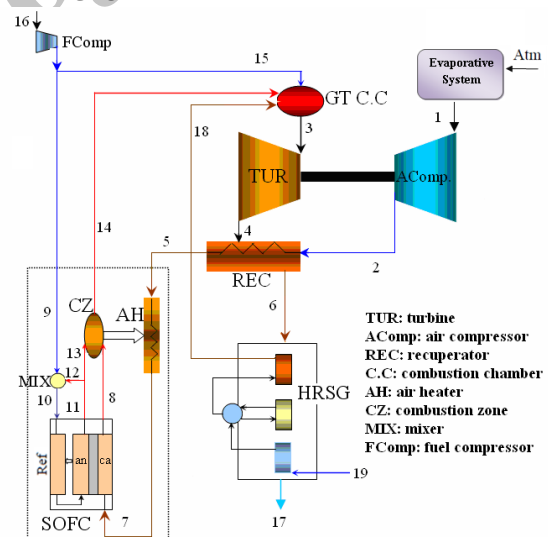 16
FComp
15
Evaporative
System
Atm
GT C.C
18
3
1
TUR
AComp.
14
4
5
2
REC
6
CZ
AH
9
13
MIX
12
HRSG
10
11
8
Ref
an
ca
19
SOFC
7
17
TUR: turbine
AComp: air compressor
REC: recuperator
C.C: combustion chamber
AH: air heater
CZ: combustion zone
MIX: mixer
FComp: fuel compressor